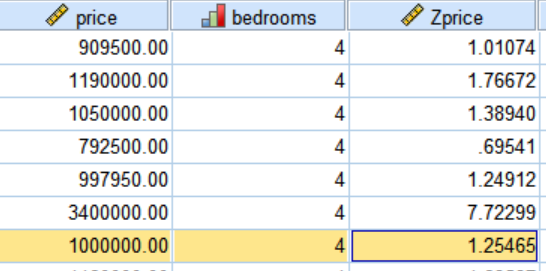 price bedrooms Zprice
909500.00 4 1.01074
1190000.00 4 1.76672
1050000.00 4 1.38940
792500.00 4 .69541
997950.00 4 1.24912
3400000.00 4 7.72299
1000000.00 4 1.25465